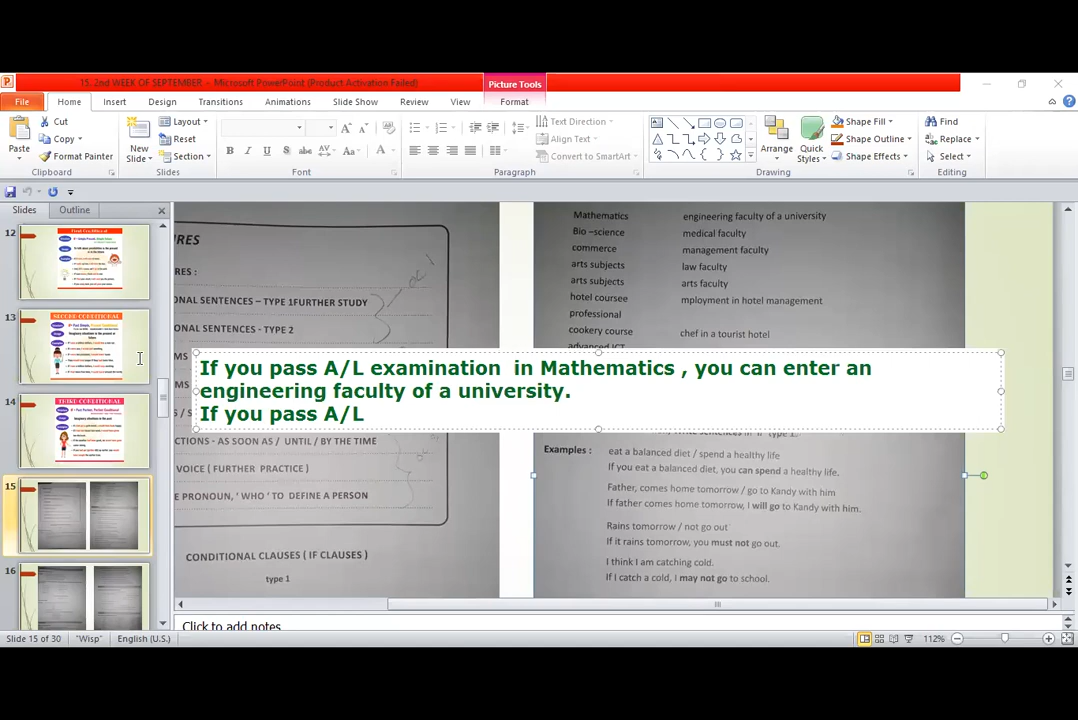 15. 2nd WEEK OF SEPTEMBER - Microsoft PowerPoint (Product Activation Failed)
Picture Tools
File
Home
Insert
Design
Transitions
Animations
Slide Show
Review
View
Format
Paste
Cut
Copy
Format Painter
Clipboard
New Slide
Layout
Reset
Section
Slides
Font
Text Direction
Align Text
Convert to SmartArt
Paragraph
Arrange
Quick Styles
Shape Fill
Shape Outline
Shape Effects
Drawing
Find
Replace
Select
Editing
Slides
Outline
12
13
SECOND CONDITIONAL
14
THIRD CONDITIONAL
15
16
RES :
ONAL SENTENCES – TYPE 1FURTHER STUDY
ONAL SENTENCES - TYPE 2
CTIONS - AS SOON AS / UNTIL / BY THE TIME
VOICE ( FURTHER PRACTICE )
E PRONOUN, ' WHO ' TO DEFINE A PERSON
CONDITIONAL CLAUSES ( IF CLAUSES )
type 1
Mathematics engineering faculty of a university
Bio –science medical faculty
commerce management faculty
arts subjects law faculty
arts subjects arts faculty
hotel coursee mployment in hotel management
professional
cookery course chef in a tourist hotel
If you pass A/L examination in Mathematics , you can enter an
engineering faculty of a university.
If you pass A/L
Examples : eat a balanced diet / spend a healthy life
If you eat a balanced diet, you can spend a healthy life.
Father, comes home tomorrow / go to Kandy with him
If father comes home tomorrow, I will go to Kandy with him.
Rains tomorrow / not go out
If it rains tomorrow, you must not go out.
I think I am catching cold.
If I catch a cold, I may not go to school.
Click to add notes
Slide 15 of 30
"Wisp"
English (U.S.)
112%